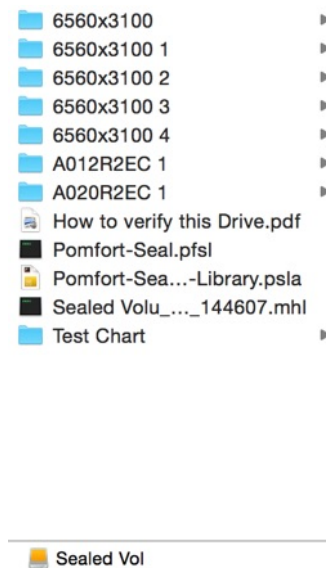 6560x3100
6560x3100 1
6560x3100 2
6560x3100 3
6560x3100 4
A012R2EC 1
A020R2EC 1
How to verify this Drive.pdf
Pomfort-Seal.pfsl
Pomfort-Sea...-Library.psla
Sealed Volu_..._144607.mhl
Test Chart
Sealed Vol